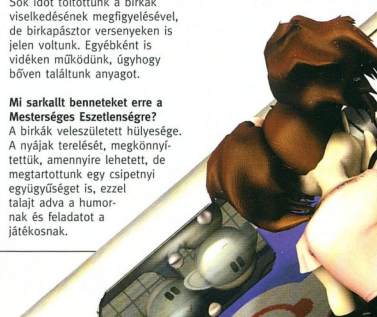 Sok időt töltöttünk a birkák
viselkedésének megfigyelésével,
de birkapásztor versenyeken is
jelen voltunk. Egyébként is
vidéken működünk, úgyhogy
bőven találtunk anyagot.
Mi sarkallt benneteket erre a
Mesterséges Eszetlenségre?
A birkák veleszületett hülyesége.
A nyájak terelését, megkönnyí-
tettük, amennyire lehetett, de
megtartottunk egy csipetnyi
együgyűséget is, ezzel
talajt adva a humor-
nak és feladatot a
játékosnak.